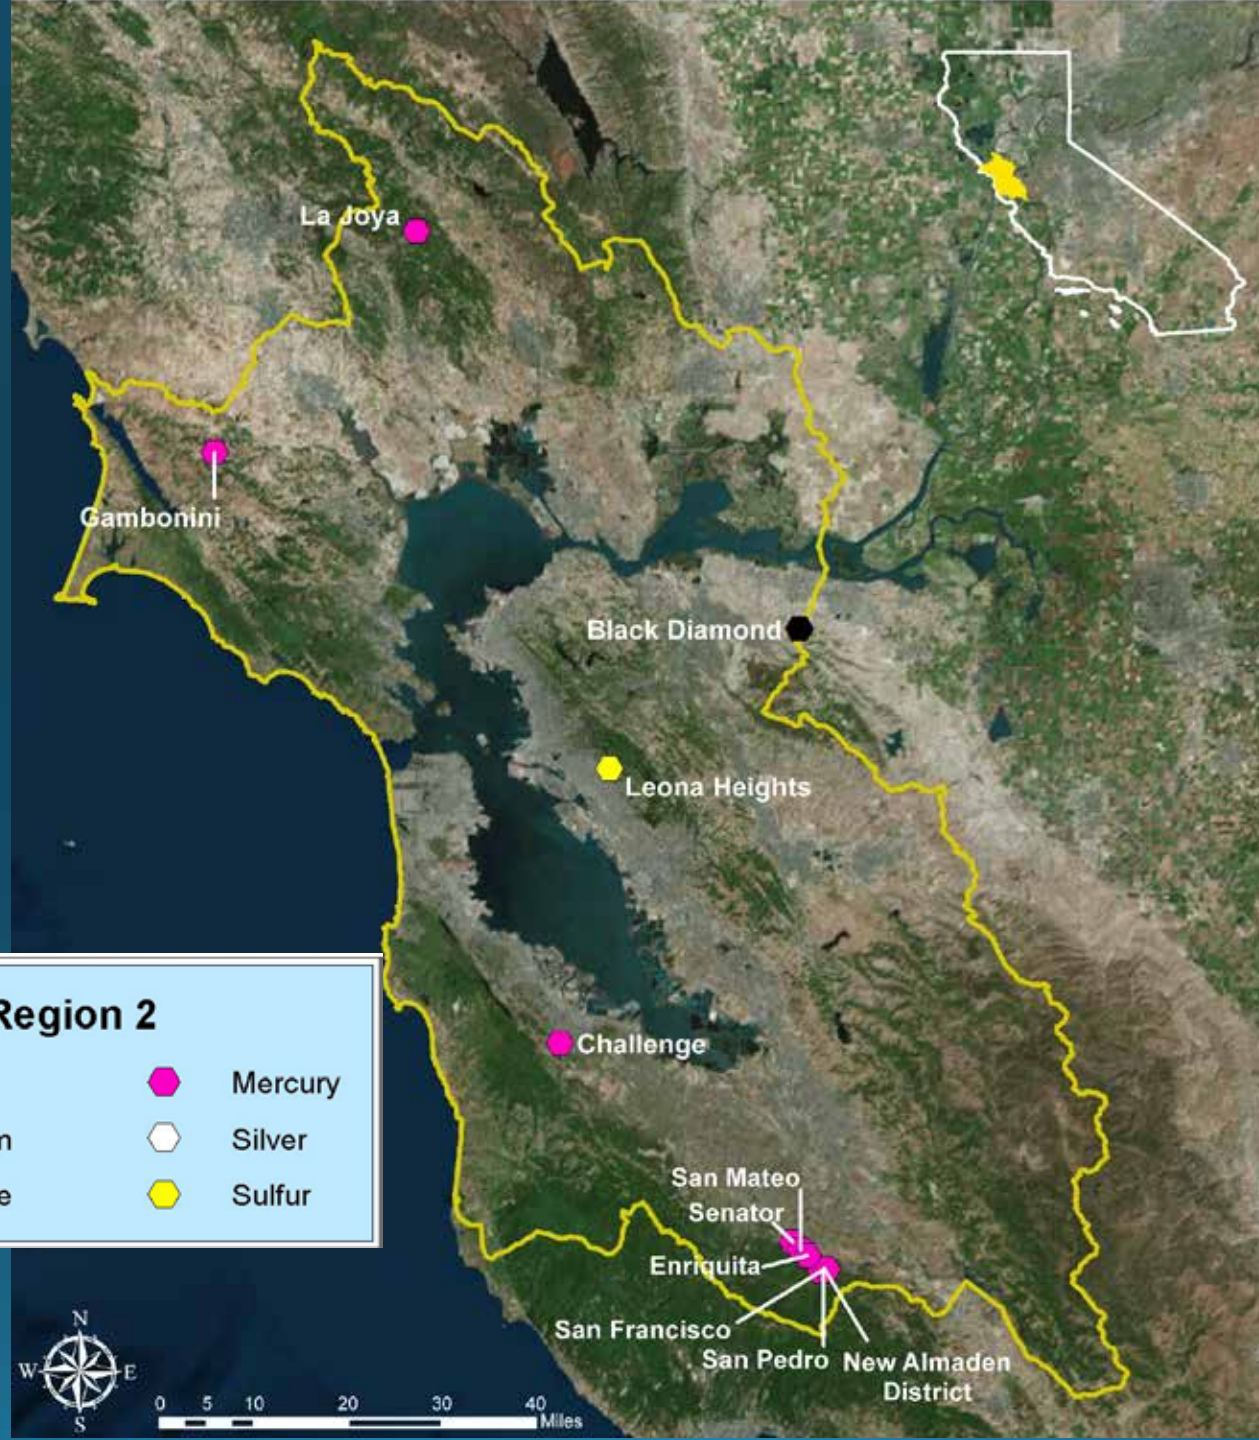 La Joya
Gambonini
Black Diamond
Leona Heights
Challenge
Region 2
Mercury
m
Silver
e
Sulfur
San Mateo
Senator
Enriquita
San Francisco
San Pedro
New Almaden
District
N
W
E
S
0 5 10 20 30 40
Miles